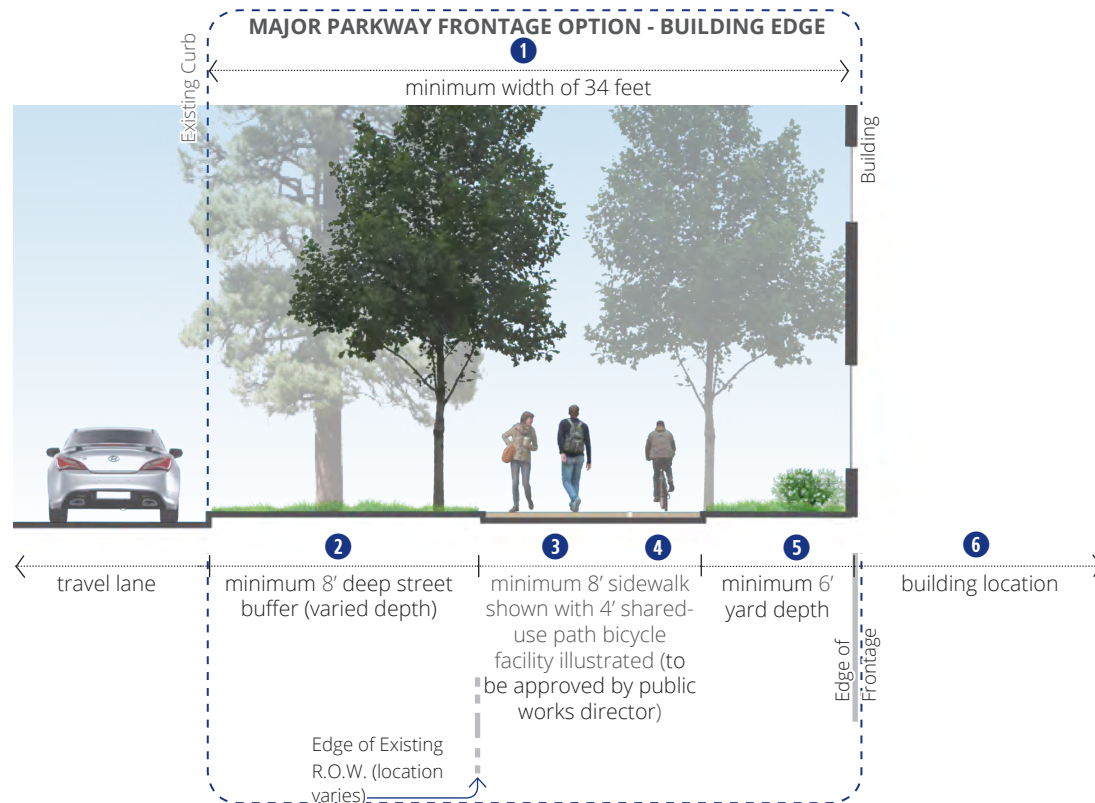 MAJOR PARKWAY FRONTAGE OPTION - BUILDING EDGE
1
minimum width of 34 feet
Existing Curb
Building
2
3
4
5
6
travel lane
minimum 8’ deep street
buffer (varied depth)
minimum 8’ sidewalk
shown with 4’ shared-
use path bicycle
facility illustrated (to
be approved by public
works director)
minimum 6’
yard depth
building location
Edge of
Frontage
Edge of Existing
R.O.W. (location
varies)